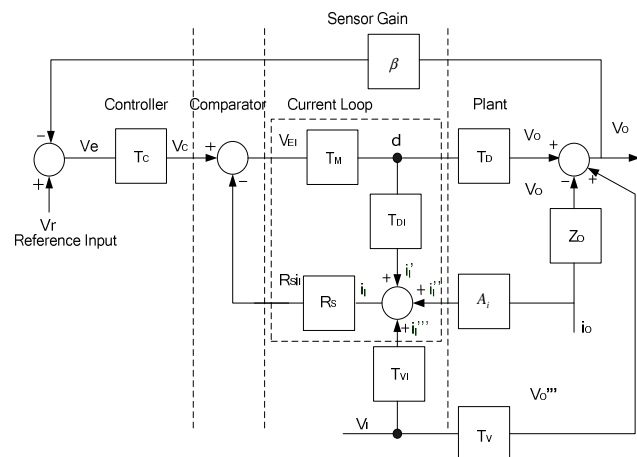 Sensor Gain
β
Controller
Comparator
Current Loop
Plant
Vo
Ve
Tc
Vc
VEI
TM
d
TD
Vo
Vo
Vr
Reference Input
TDI
Zo
RsiI
iI
iI'
iI''
Rs
Ai
iI'''
io
TVI
Vo'''
VI
Tv
+
-
+
-
+
-
+
+
+
+